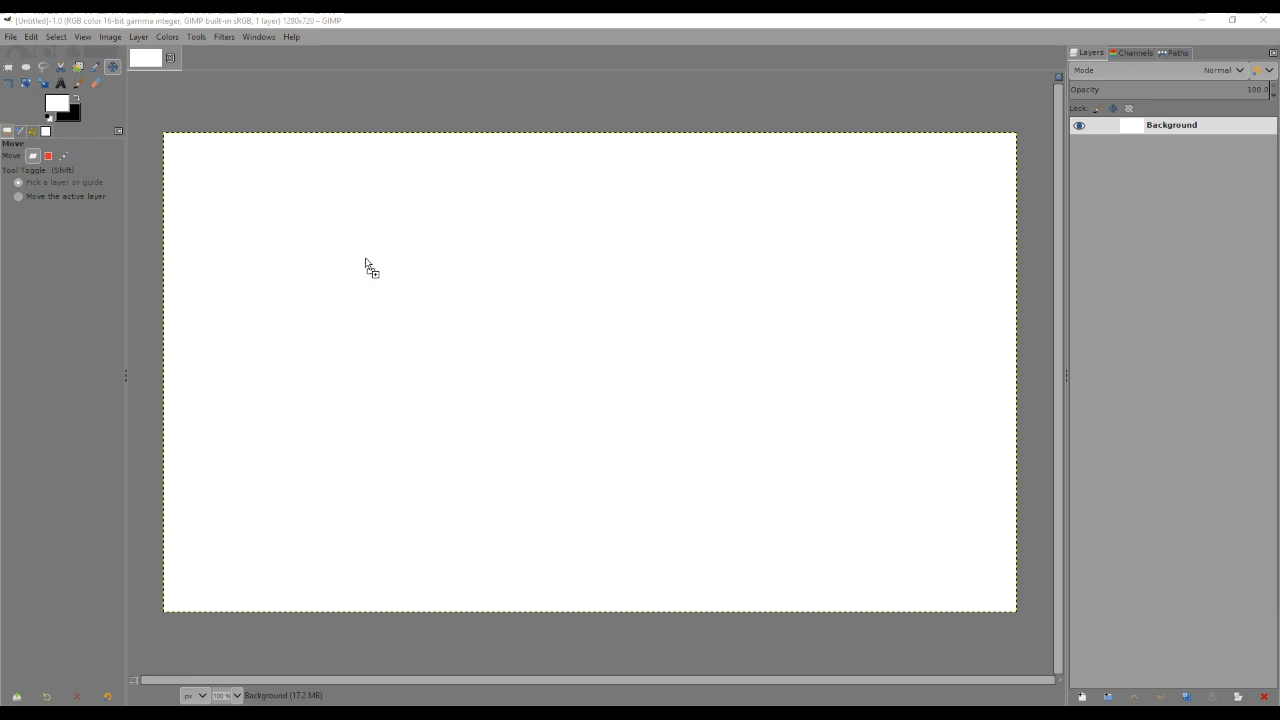 [Untitled]-1.0 (RGB color 16-bit gamma integer, GIMP built-in sRGB, 1 layer) 1280x720 – GIMP
File Edit Select View Image Layer Colors Tools Filters Windows Help
Move
Move:
Tool Toggle (Shift)
Pick a layer or guide
Move the active layer
px 100 % Background (17.2 MB)
Layers Channels Paths
Mode Normal
Opacity 100.0
Lock:
Background